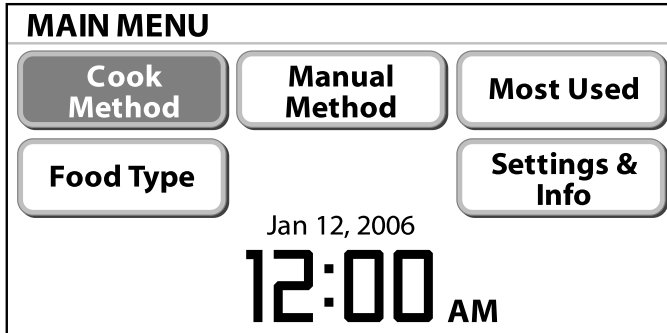 MAIN MENU
Cook
Method
Manual
Method
Most Used
Food Type
Settings &
Info
Jan 12, 2006
12:00 AM